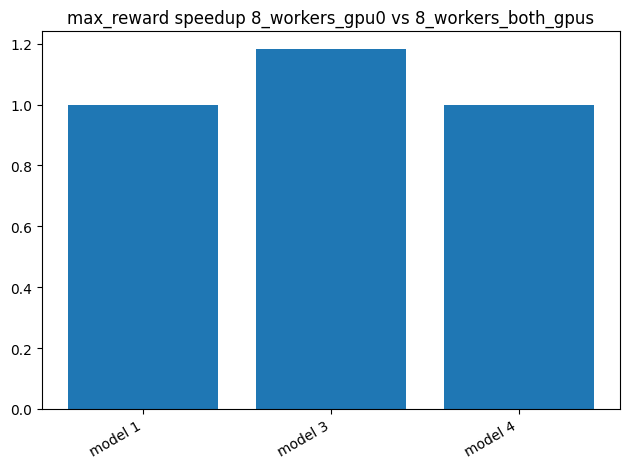 max_reward speedup 8_workers_gpu0 vs 8_workers_both_gpus
1.2
1.0
0.8
0.6
0.4
0.2
0.0
model 1
model 3
model 4